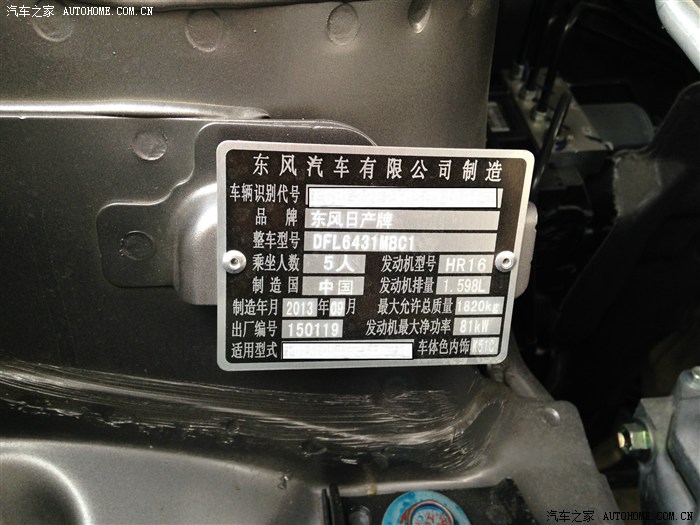 汽车之家 AUTOHOME.COM.CN
东风汽车有限公司制造
车辆识别代号
品牌 东风日产牌
整车型号 DFL6431MBC1
乘坐人数 5人 发动机型号 HR16
制造国 中国 发动机排量 1.598L
制造年月 2013年09月 最大允许总质量 1820kg
出厂编号 150119 发动机最大净功率 81kW
适用型式 车体色内饰 K51C
汽车之家 AUTOHOME.COM.CN